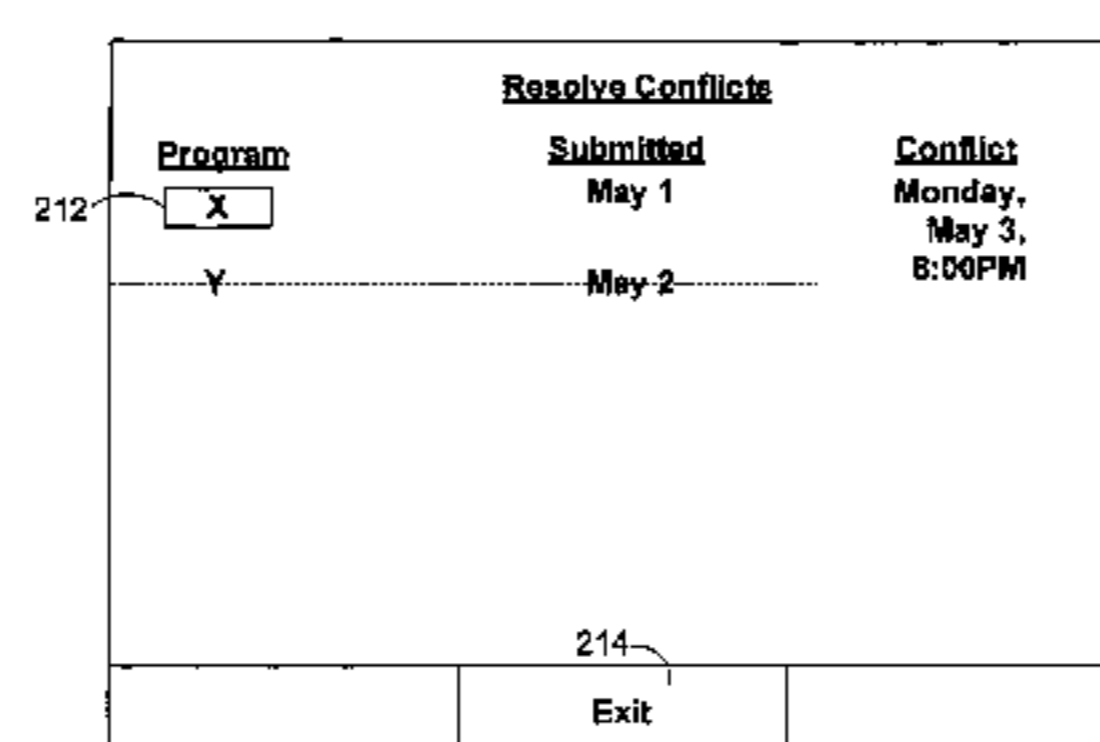 Resolve Conflicts
Program Submitted Conflict
212 X May 1 Monday,
May 3,
8:00PM
Y May 2
214
Exit